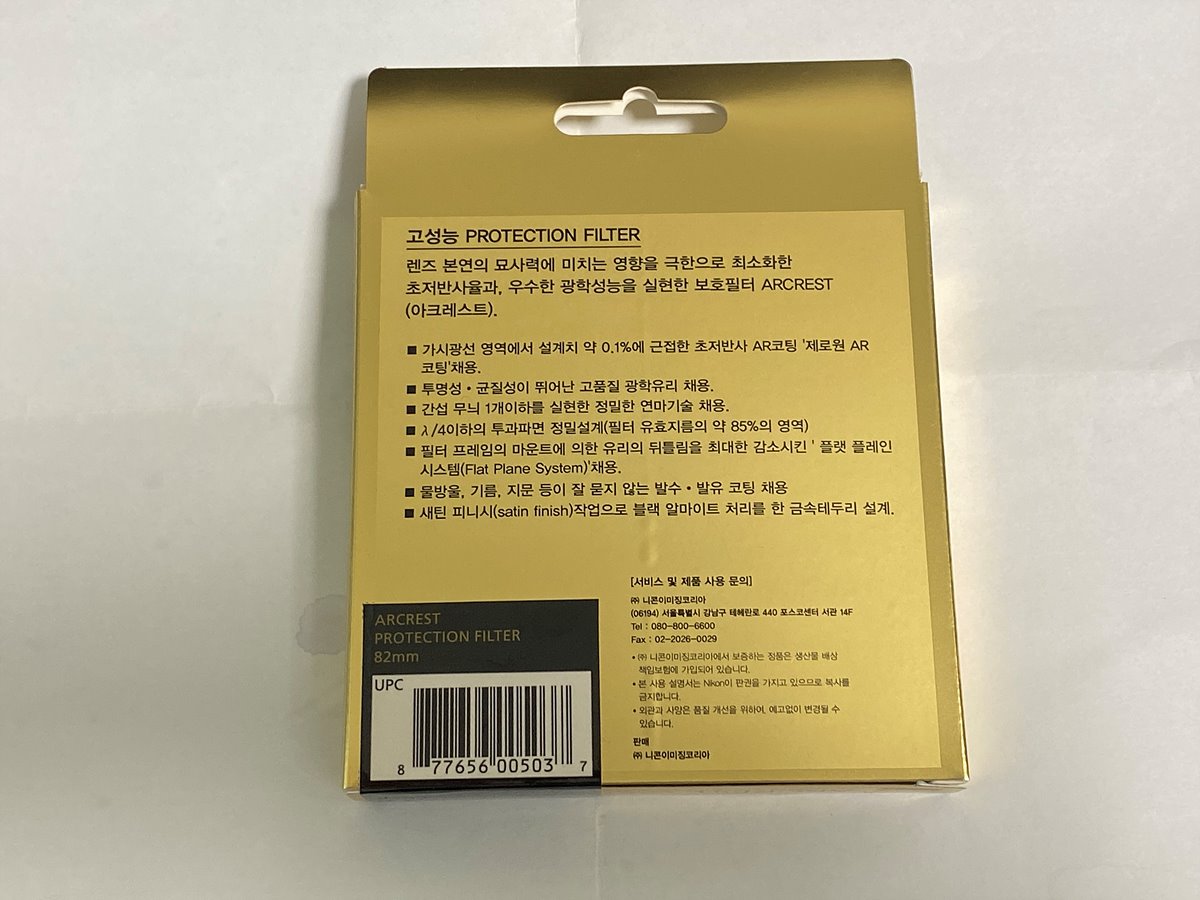 고성능 PROTECTION FILTER
렌즈 본연의 묘사력에 미치는 영향을 극한으로 최소화한
초저반사율과, 우수한 광학성능을 실현한 보호필터 ARCREST
(아크레스트).
■ 가시광선 영역에서 설계치 약 0.1%에 근접한 초저반사 AR코팅 '제로원 AR
코팅'채용.
■ 투명성 • 균질성이 뛰어난 고품질 광학유리 채용.
■ 간섭 무늬 1개이하를 실현한 정밀한 연마기술 채용.
■ λ/4이하의 투과파면 정밀설계(필터 유효지름의 약 85%의 영역)
■ 필터 프레임의 마운트에 의한 유리의 뒤틀림을 최대한 감소시킨 ' 플랫 플레인
시스템(Flat Plane System)'채용.
■ 물방울, 기름, 지문 등이 잘 묻지 않는 발수 • 발유 코팅 채용
■ 새틴 피니시(satin finish)작업으로 블랙 알마이트 처리를 한 금속테두리 설계.
[서비스 및 제품 사용 문의]
㈜ 니콘이미징코리아
(06194) 서울특별시 강남구 테헤란로 440 포스코센터 서관 14F
Tel : 080-800-6600
Fax : 02-2026-0029
• ㈜ 니콘이미징코리아에서 보증하는 정품은 생산물 배상
책임보험에 가입되어 있습니다.
• 본 사용 설명서는 Nikon이 판권을 가지고 있으므로 복사를
금지합니다.
• 외관과 사양은 품질 개선을 위하여, 예고없이 변경될 수
있습니다.
판매
㈜ 니콘이미징코리아
ARCREST
PROTECTION FILTER
82mm
UPC
8 77656 00503 7